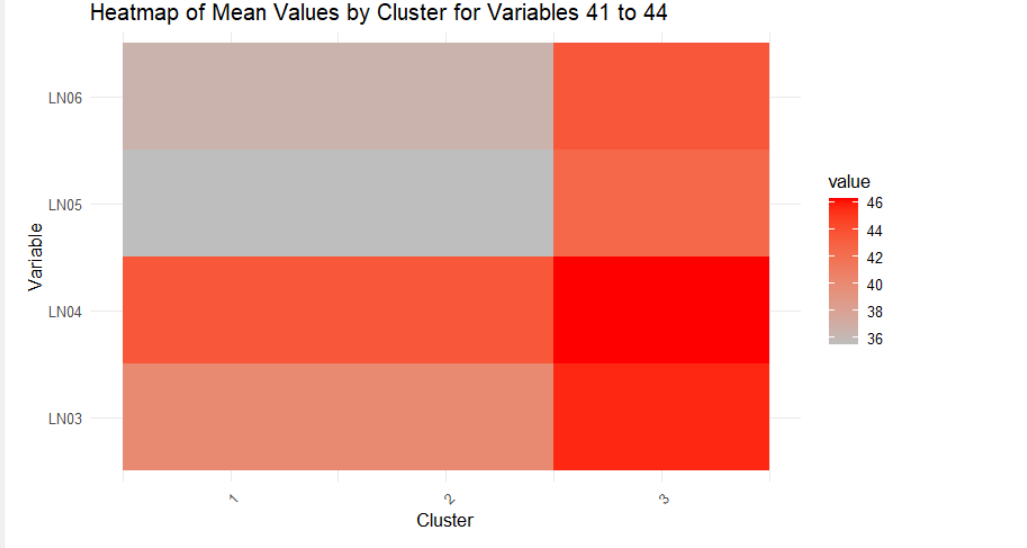 Heatmap of Mean Values by Cluster for Variables 41 to 44
LN06
LN05
LN04
LN03
Variable
1
2
3
Cluster
value
46
44
42
40
38
36